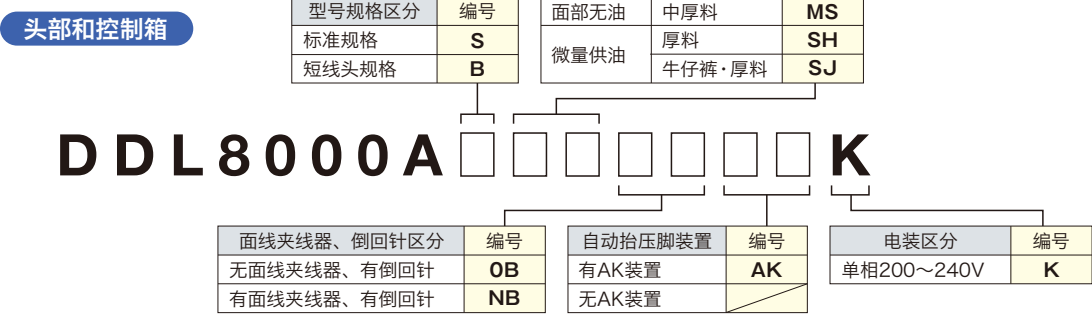 头部和控制箱
型号规格区分 编号
标准规格 S
短线头规格 B
面部无油 中厚料 MS
微量供油 厚料 SH
牛仔裤·厚料 SJ
DDL8000A□□□□□□□K
面线夹线器、倒回针区分 编号
无面线夹线器、有倒回针 0B
有面线夹线器、有倒回针 NB
自动抬压脚装置 编号
有AK装置 AK
无AK装置
电装区分 编号
单相200～240V K